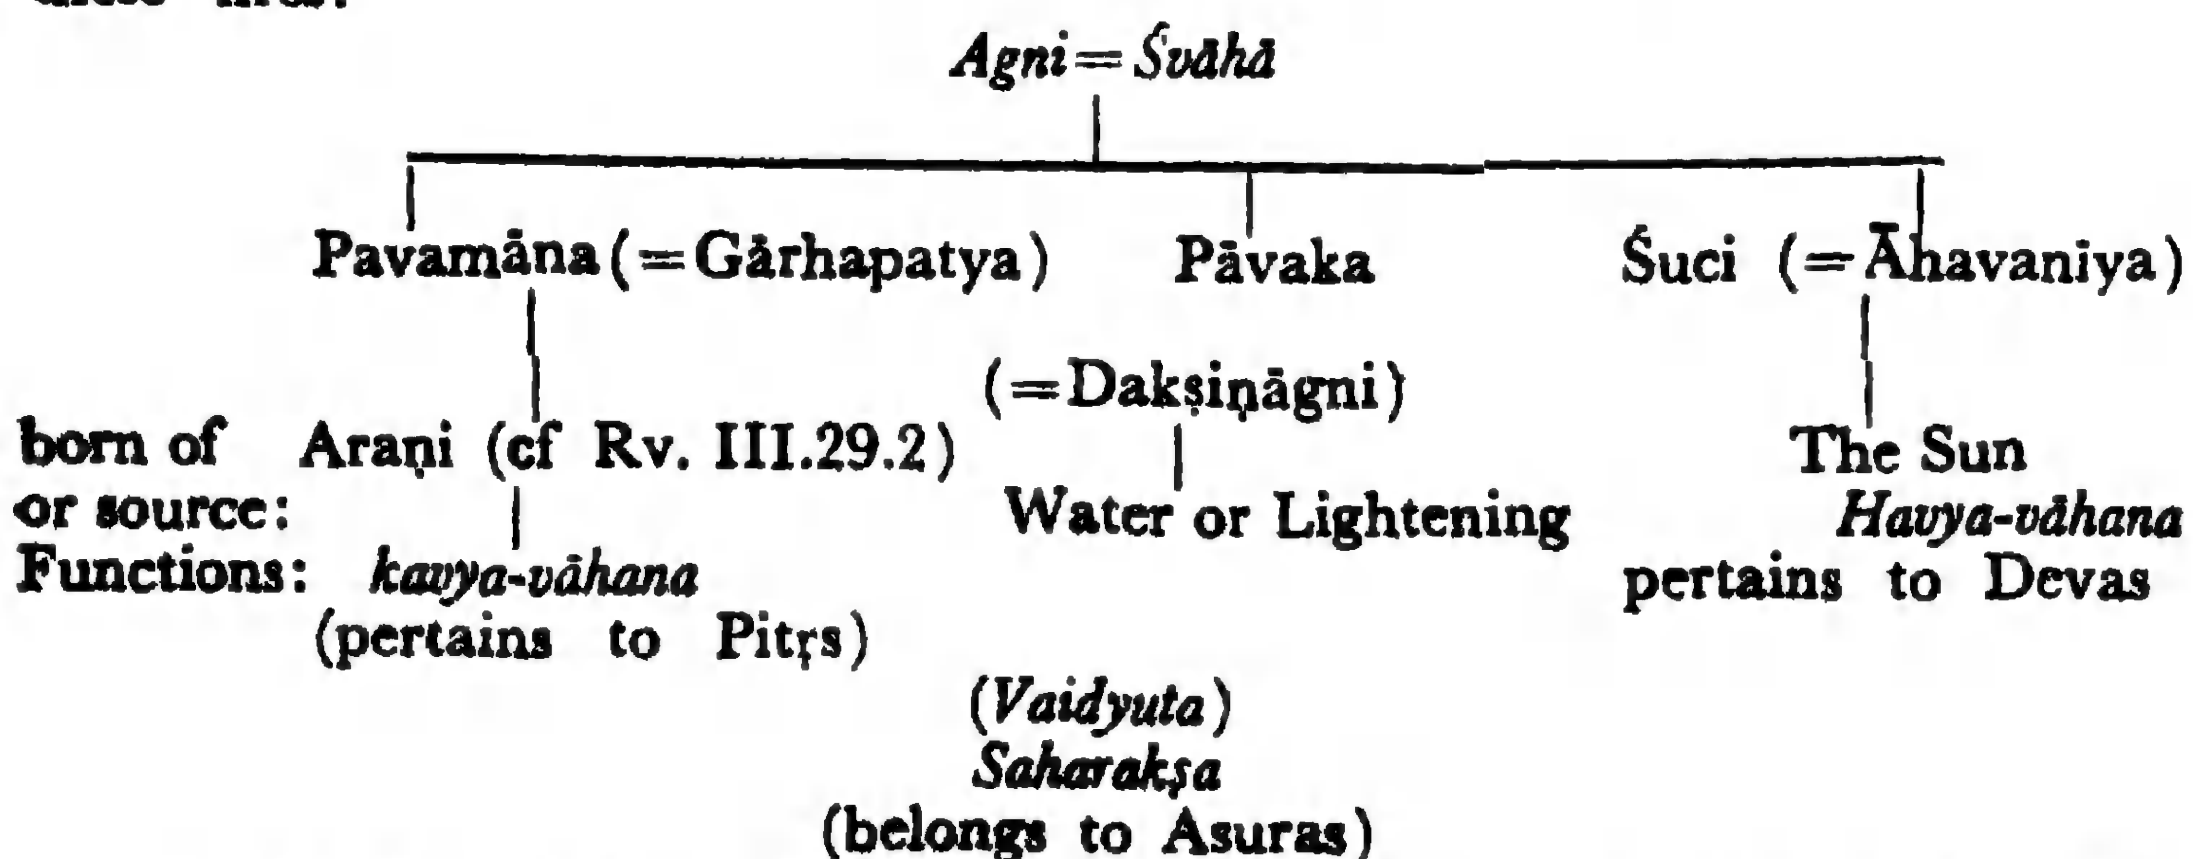 Agni = Śvāhā
Pavamāna (=Gārhapatya) Pāvaka Śuci (=Āhavaniya)
(=Dakṣiṇāgni)
born of Araṇi (cf Rv. III.29.2) The Sun
or source: Water or Lightening Havya-vāhana
Functions: kavya-vāhana pertains to Devas
(pertains to Pitṛs)
(Vaidyuta)
Saharakṣa
(belongs to Asuras)